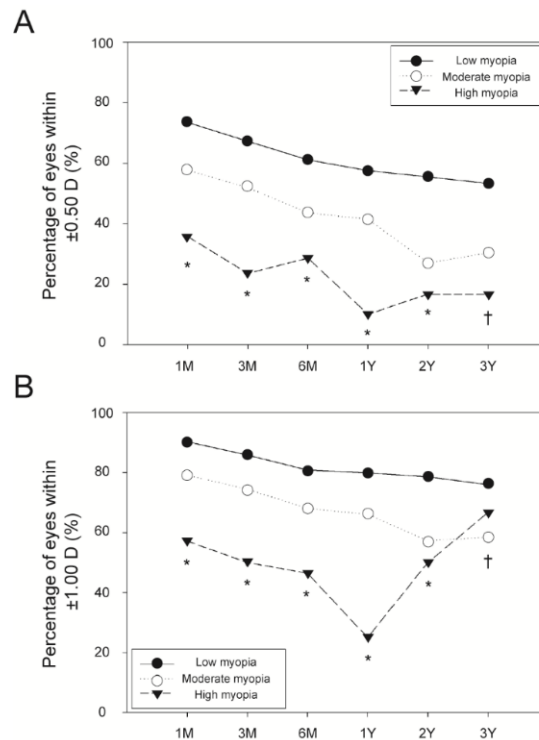 A
Percentage of eyes within
±0.50 D (%)
100
80
60
40
20
0
Low myopia
Moderate myopia
High myopia
* * * * * †
1M 3M 6M 1Y 2Y 3Y
B
Percentage of eyes within
±1.00 D (%)
100
80
60
40
20
0
* * * * * †
Low myopia
Moderate myopia
High myopia
1M 3M 6M 1Y 2Y 3Y